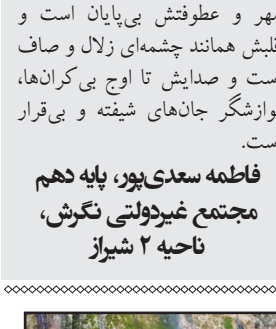 مهر و عطوفتش بی‌پایان است و
قلبش همانند چشمه‌ای زلال و صاف
است و صدایش تا اوج بی‌کران‌ها،
نوازشگر جان‌های شیفته و بی‌قرار
است.
فاطمه سعدی‌پور، پایه دهم
مجتمع غیردولتی نگرش،
ناحیه ۲ شیراز